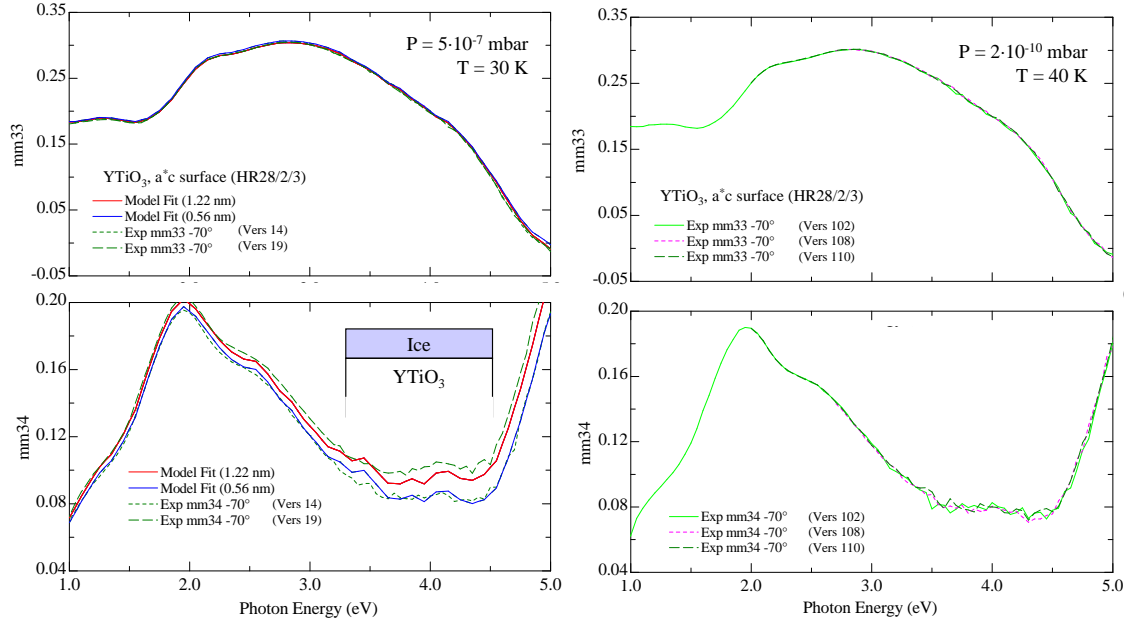 0.35
0.25
0.15
0.05
-0.05
mm33
P = 5·10-7 mbar
T = 30 K
YTiO3, a*c surface (HR28/2/3)
Model Fit (1.22 nm)
Model Fit (0.56 nm)
Exp mm33 -70° (Vers 14)
Exp mm33 -70° (Vers 19)
0.20
0.16
0.12
0.08
0.04
mm34
Ice
YTiO3
Model Fit (1.22 nm)
Model Fit (0.56 nm)
Exp mm34 -70° (Vers 14)
Exp mm34 -70° (Vers 19)
1.0 2.0 3.0 4.0 5.0
Photon Energy (eV)
0.35
0.25
0.15
0.05
-0.05
mm33
P = 2·10-10 mbar
T = 40 K
YTiO3, a*c surface (HR28/2/3)
Exp mm33 -70° (Vers 102)
Exp mm33 -70° (Vers 108)
Exp mm33 -70° (Vers 110)
0.20
0.16
0.12
0.08
0.04
mm34
Exp mm34 -70° (Vers 102)
Exp mm34 -70° (Vers 108)
Exp mm34 -70° (Vers 110)
1.0 2.0 3.0 4.0 5.0
Photon Energy (eV)